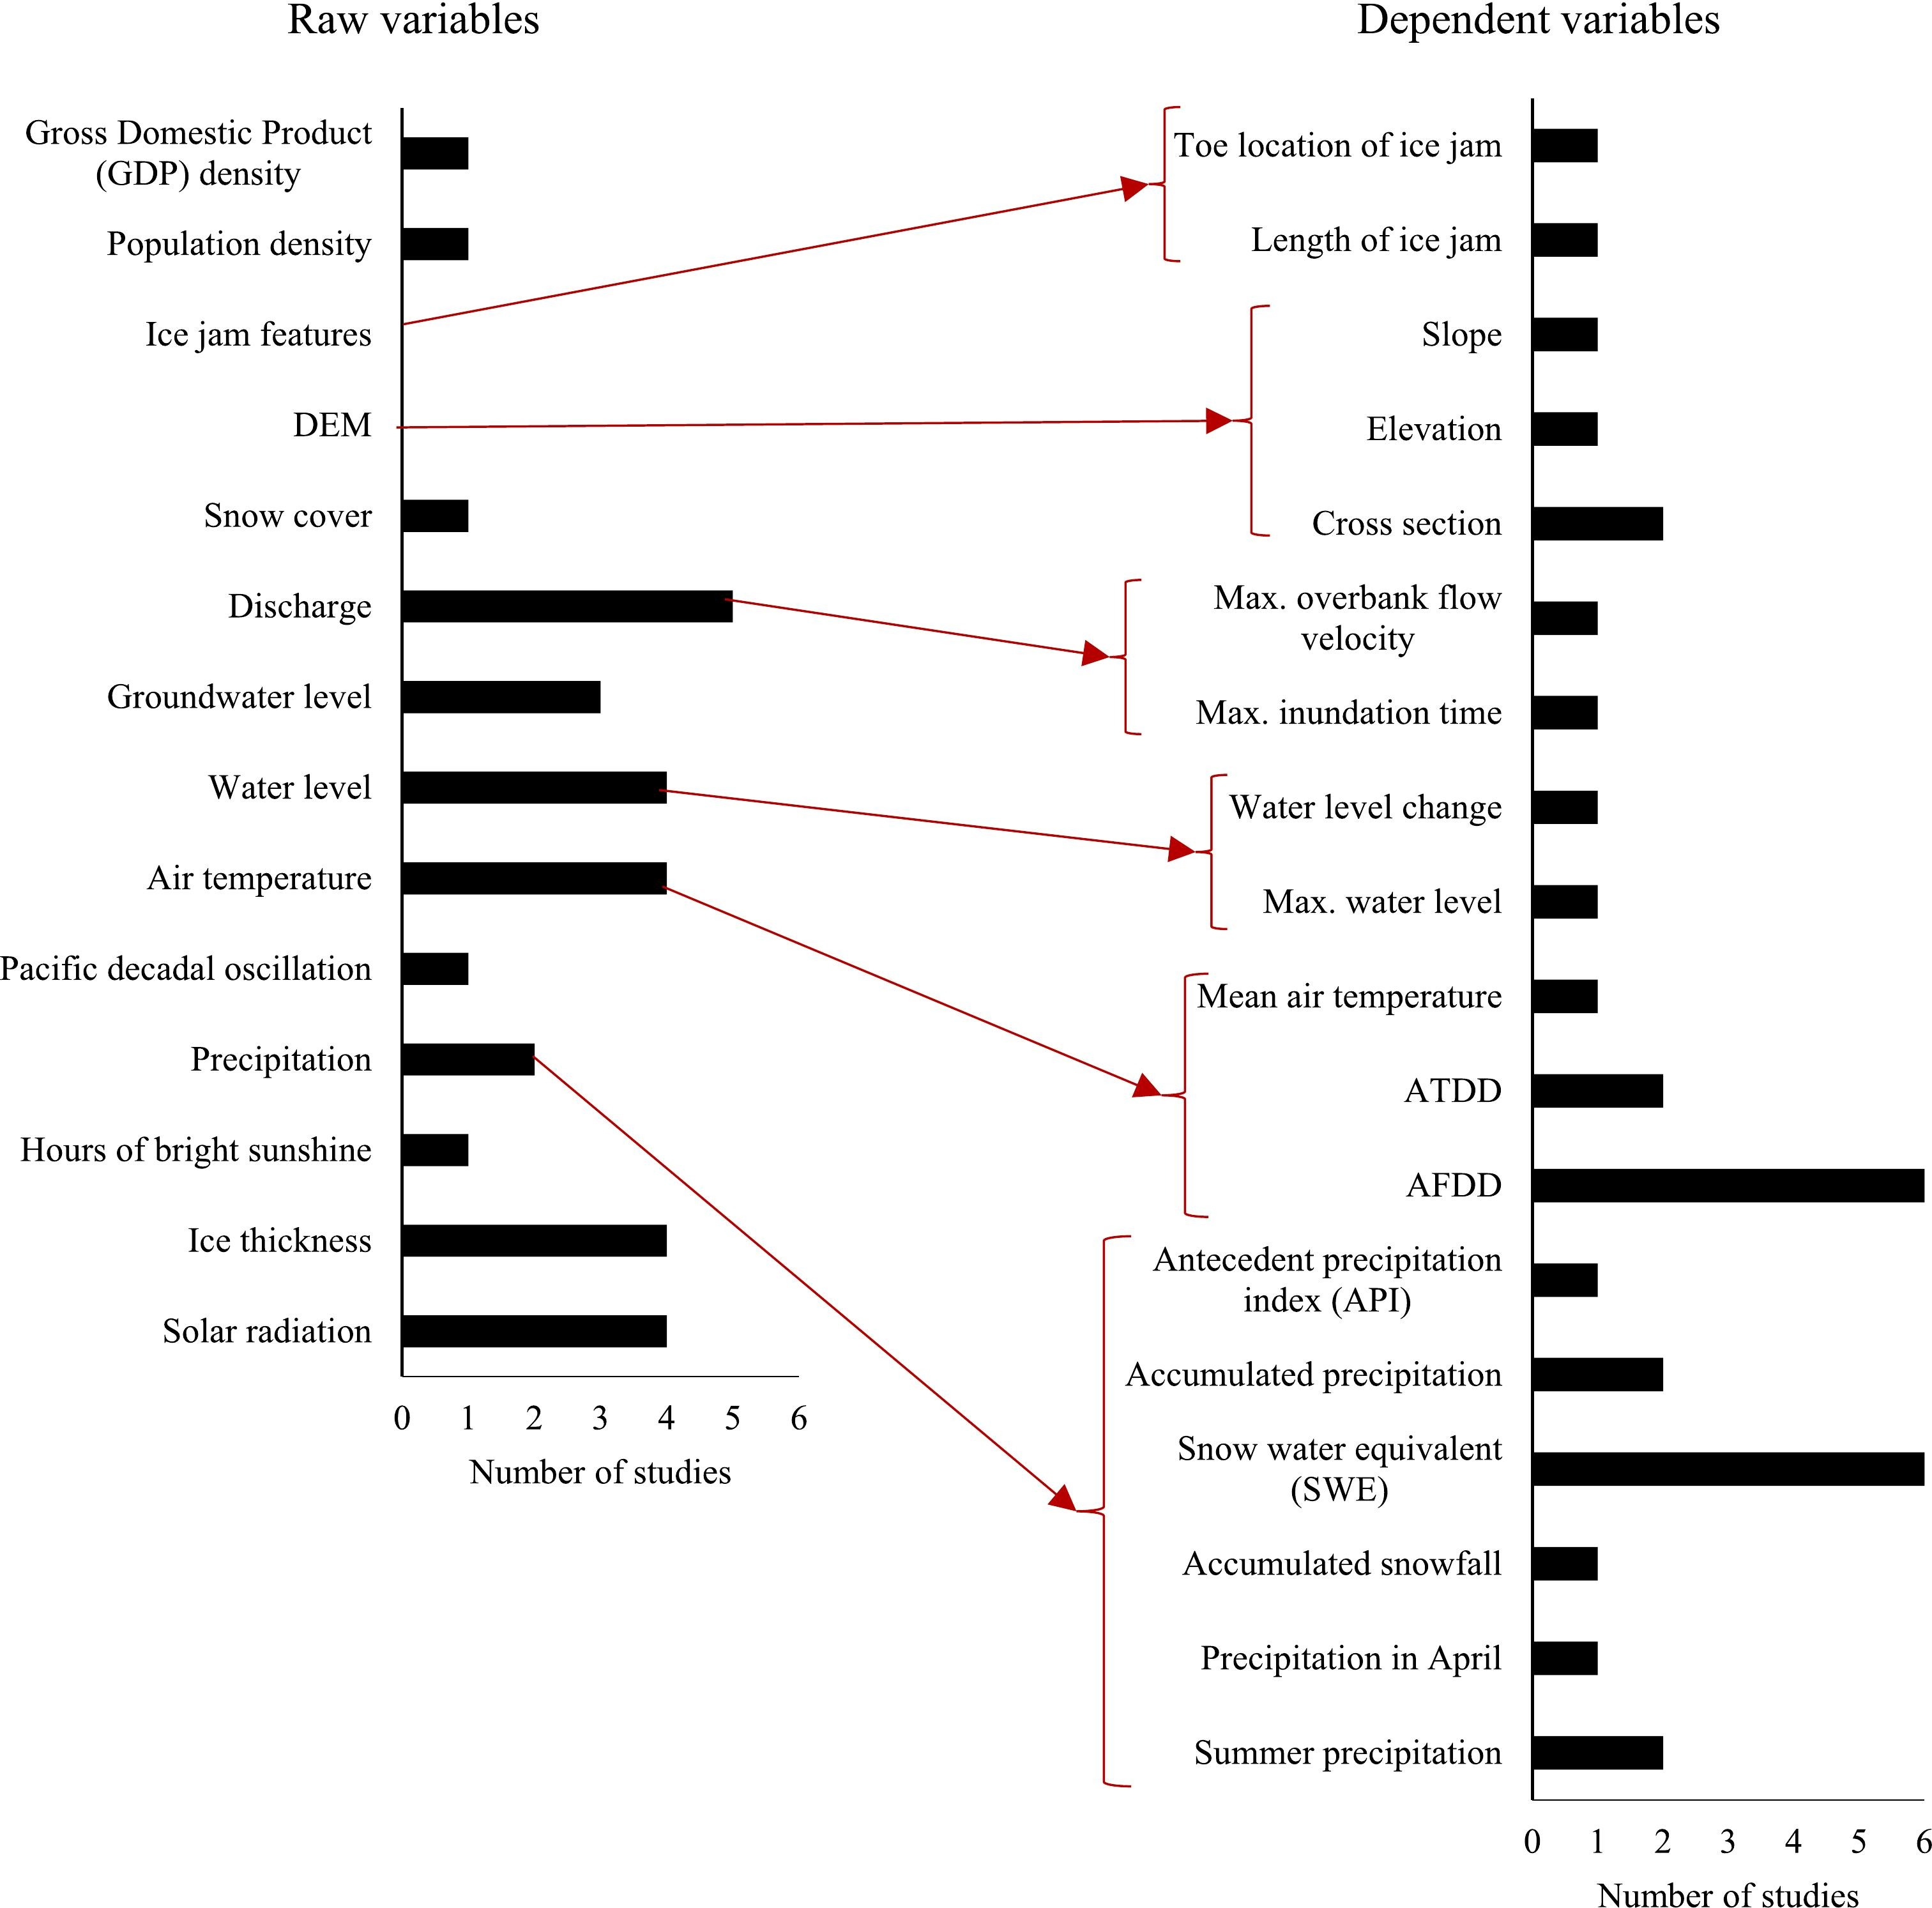 Raw variables
Gross Domestic Product
(GDP) density
Population density
Ice jam features
DEM
Snow cover
Discharge
Groundwater level
Water level
Air temperature
Pacific decadal oscillation
Precipitation
Hours of bright sunshine
Ice thickness
Solar radiation
0 1 2 3 4 5 6
Number of studies
Dependent variables
Toe location of ice jam
Length of ice jam
Slope
Elevation
Cross section
Max. overbank flow
velocity
Max. inundation time
Water level change
Max. water level
Mean air temperature
ATDD
AFDD
Antecedent precipitation
index (API)
Accumulated precipitation
Snow water equivalent
(SWE)
Accumulated snowfall
Precipitation in April
Summer precipitation
0 1 2 3 4 5 6
Number of studies